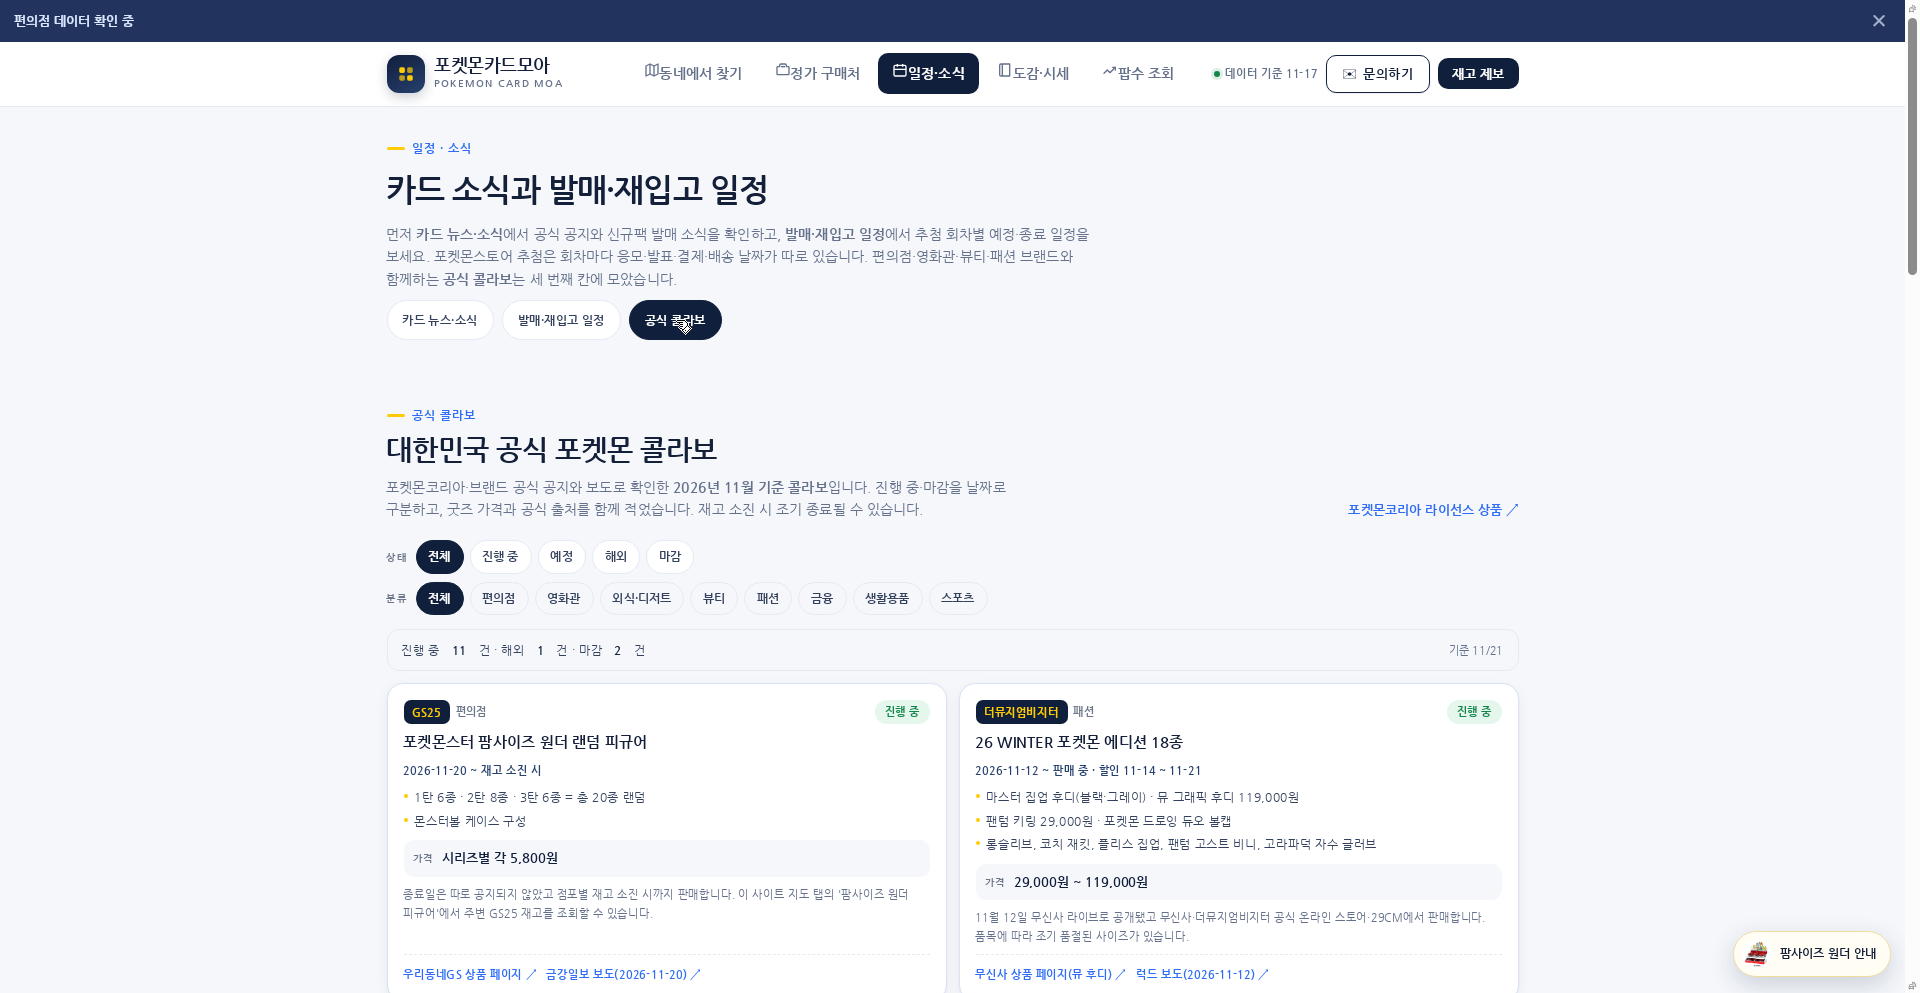 편의점 데이터 확인 중
포켓몬카드모아
POKEMON CARD MOA
동네에서 찾기
정가 구매처
일정·소식
도감·시세
팝수 조회
데이터 기준 11-17
문의하기
재고 제보
일정 · 소식
카드 소식과 발매·재입고 일정
먼저 카드 뉴스·소식에서 공식 공지와 신규팩 발매 소식을 확인하고, 발매·재입고 일정에서 추첨 회차별 예정·종료 일정을
보세요. 포켓몬스토어 추첨은 회차마다 응모·발표·결제·배송 날짜가 따로 있습니다. 편의점·영화관·뷰티·패션 브랜드와
함께하는 공식 콜라보는 세 번째 칸에 모았습니다.
카드 뉴스·소식
발매·재입고 일정
공식 콜라보
공식 콜라보
대한민국 공식 포켓몬 콜라보
포켓몬코리아·브랜드 공식 공지와 보도로 확인한 2026년 11월 기준 콜라보입니다. 진행 중·마감을 날짜로
구분하고, 굿즈 가격과 공식 출처를 함께 적었습니다. 재고 소진 시 조기 종료될 수 있습니다.
포켓몬코리아 라이선스 상품 ↗
상태 전체 진행 중 예정 해외 마감
분류 전체 편의점 영화관 외식·디저트 뷰티 패션 금융 생활용품 스포츠
진행 중 11 건 · 해외 1 건 · 마감 2 건
기준 11/21
GS25 편의점 진행 중
포켓몬스터 팜사이즈 원더 랜덤 피규어
2026-11-20 ~ 재고 소진 시
1탄 6종 · 2탄 8종 · 3탄 6종 = 총 20종 랜덤
몬스터볼 케이스 구성
가격 시리즈별 각 5,800원
종료일은 따로 공지되지 않았고 점포별 재고 소진 시까지 판매합니다. 이 사이트 지도 탭의 '팜사이즈 원더
피규어'에서 주변 GS25 재고를 조회할 수 있습니다.
우리동네GS 상품 페이지 ↗ 금강일보 보도(2026-11-20) ↗
더뮤지엄비지터 패션 진행 중
26 WINTER 포켓몬 에디션 18종
2026-11-12 ~ 판매 중 · 할인 11-14 ~ 11-21
마스터 집업 후디(블랙·그레이) · 뮤 그래픽 후디 119,000원
팬텀 키링 29,000원 · 포켓몬 드로잉 듀오 볼캡
롱슬리브, 코치 재킷, 플리스 집업, 팬텀 고스트 비니, 고라파덕 자수 글러브
가격 29,000원 ~ 119,000원
11월 12일 무신사 라이브로 공개됐고 무신사·더뮤지엄비지터 공식 온라인 스토어·29CM에서 판매합니다.
품목에 따라 조기 품절된 사이즈가 있습니다.
무신사 상품 페이지(뮤 후디) ↗ 럭드 보도(2026-11-12) ↗
팜사이즈 원더 안내